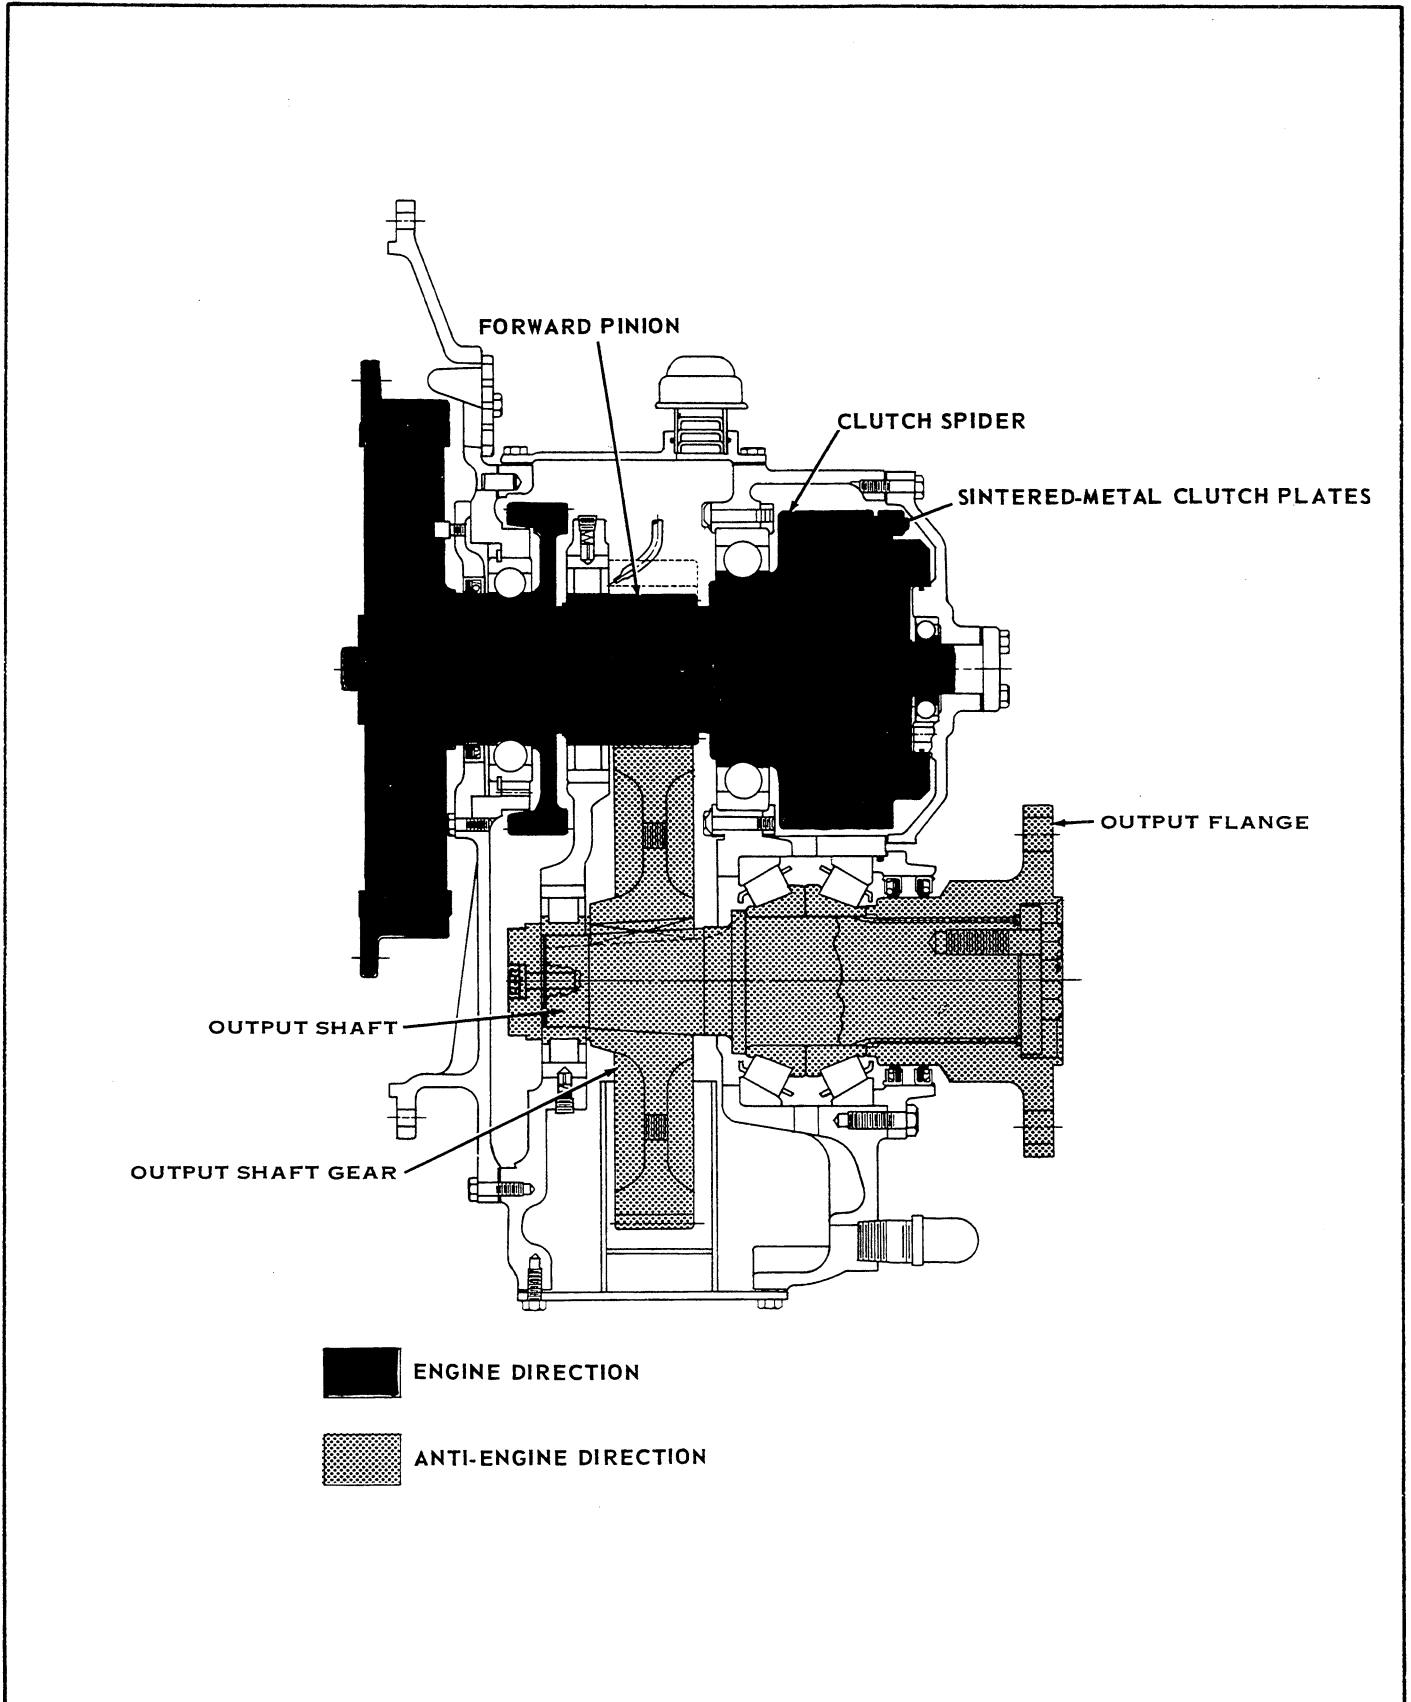 FORWARD PINION
CLUTCH SPIDER
SINTERED-METAL CLUTCH PLATES
OUTPUT FLANGE
OUTPUT SHAFT
OUTPUT SHAFT GEAR
ENGINE DIRECTION
ANTI-ENGINE DIRECTION